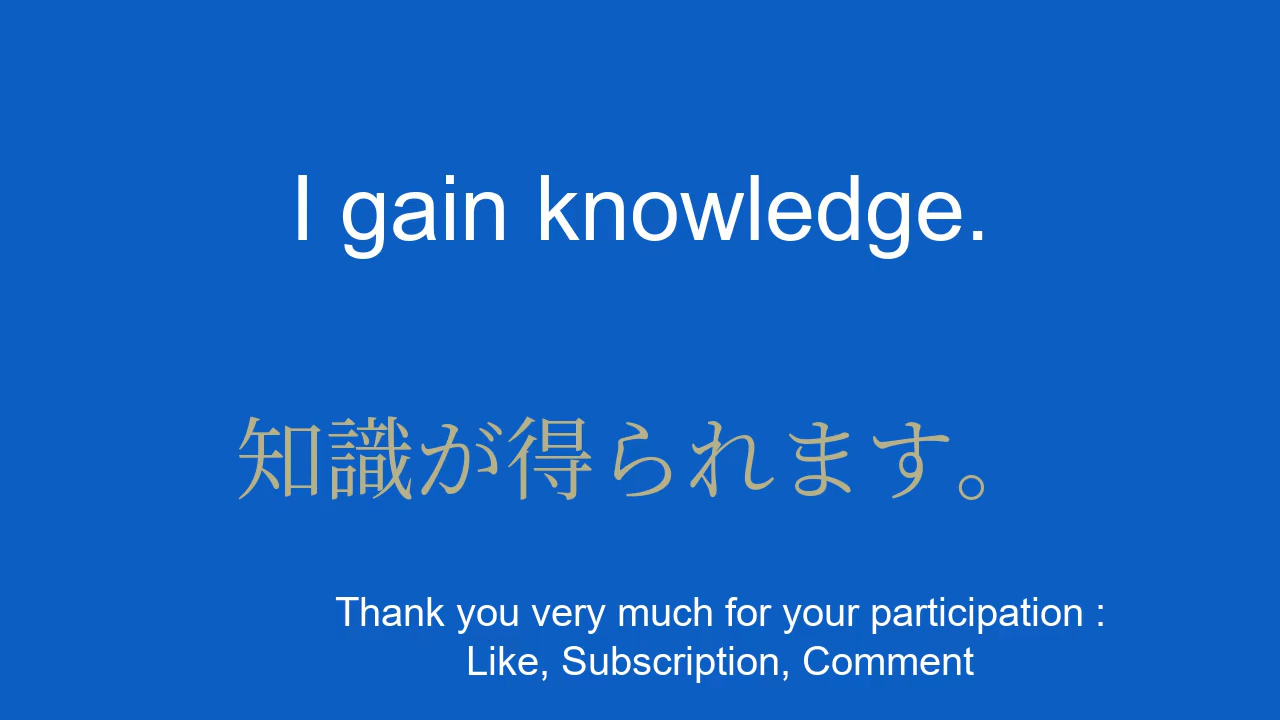 I gain knowledge.
知識が得られます。
Thank you very much for your participation :
Like, Subscription, Comment